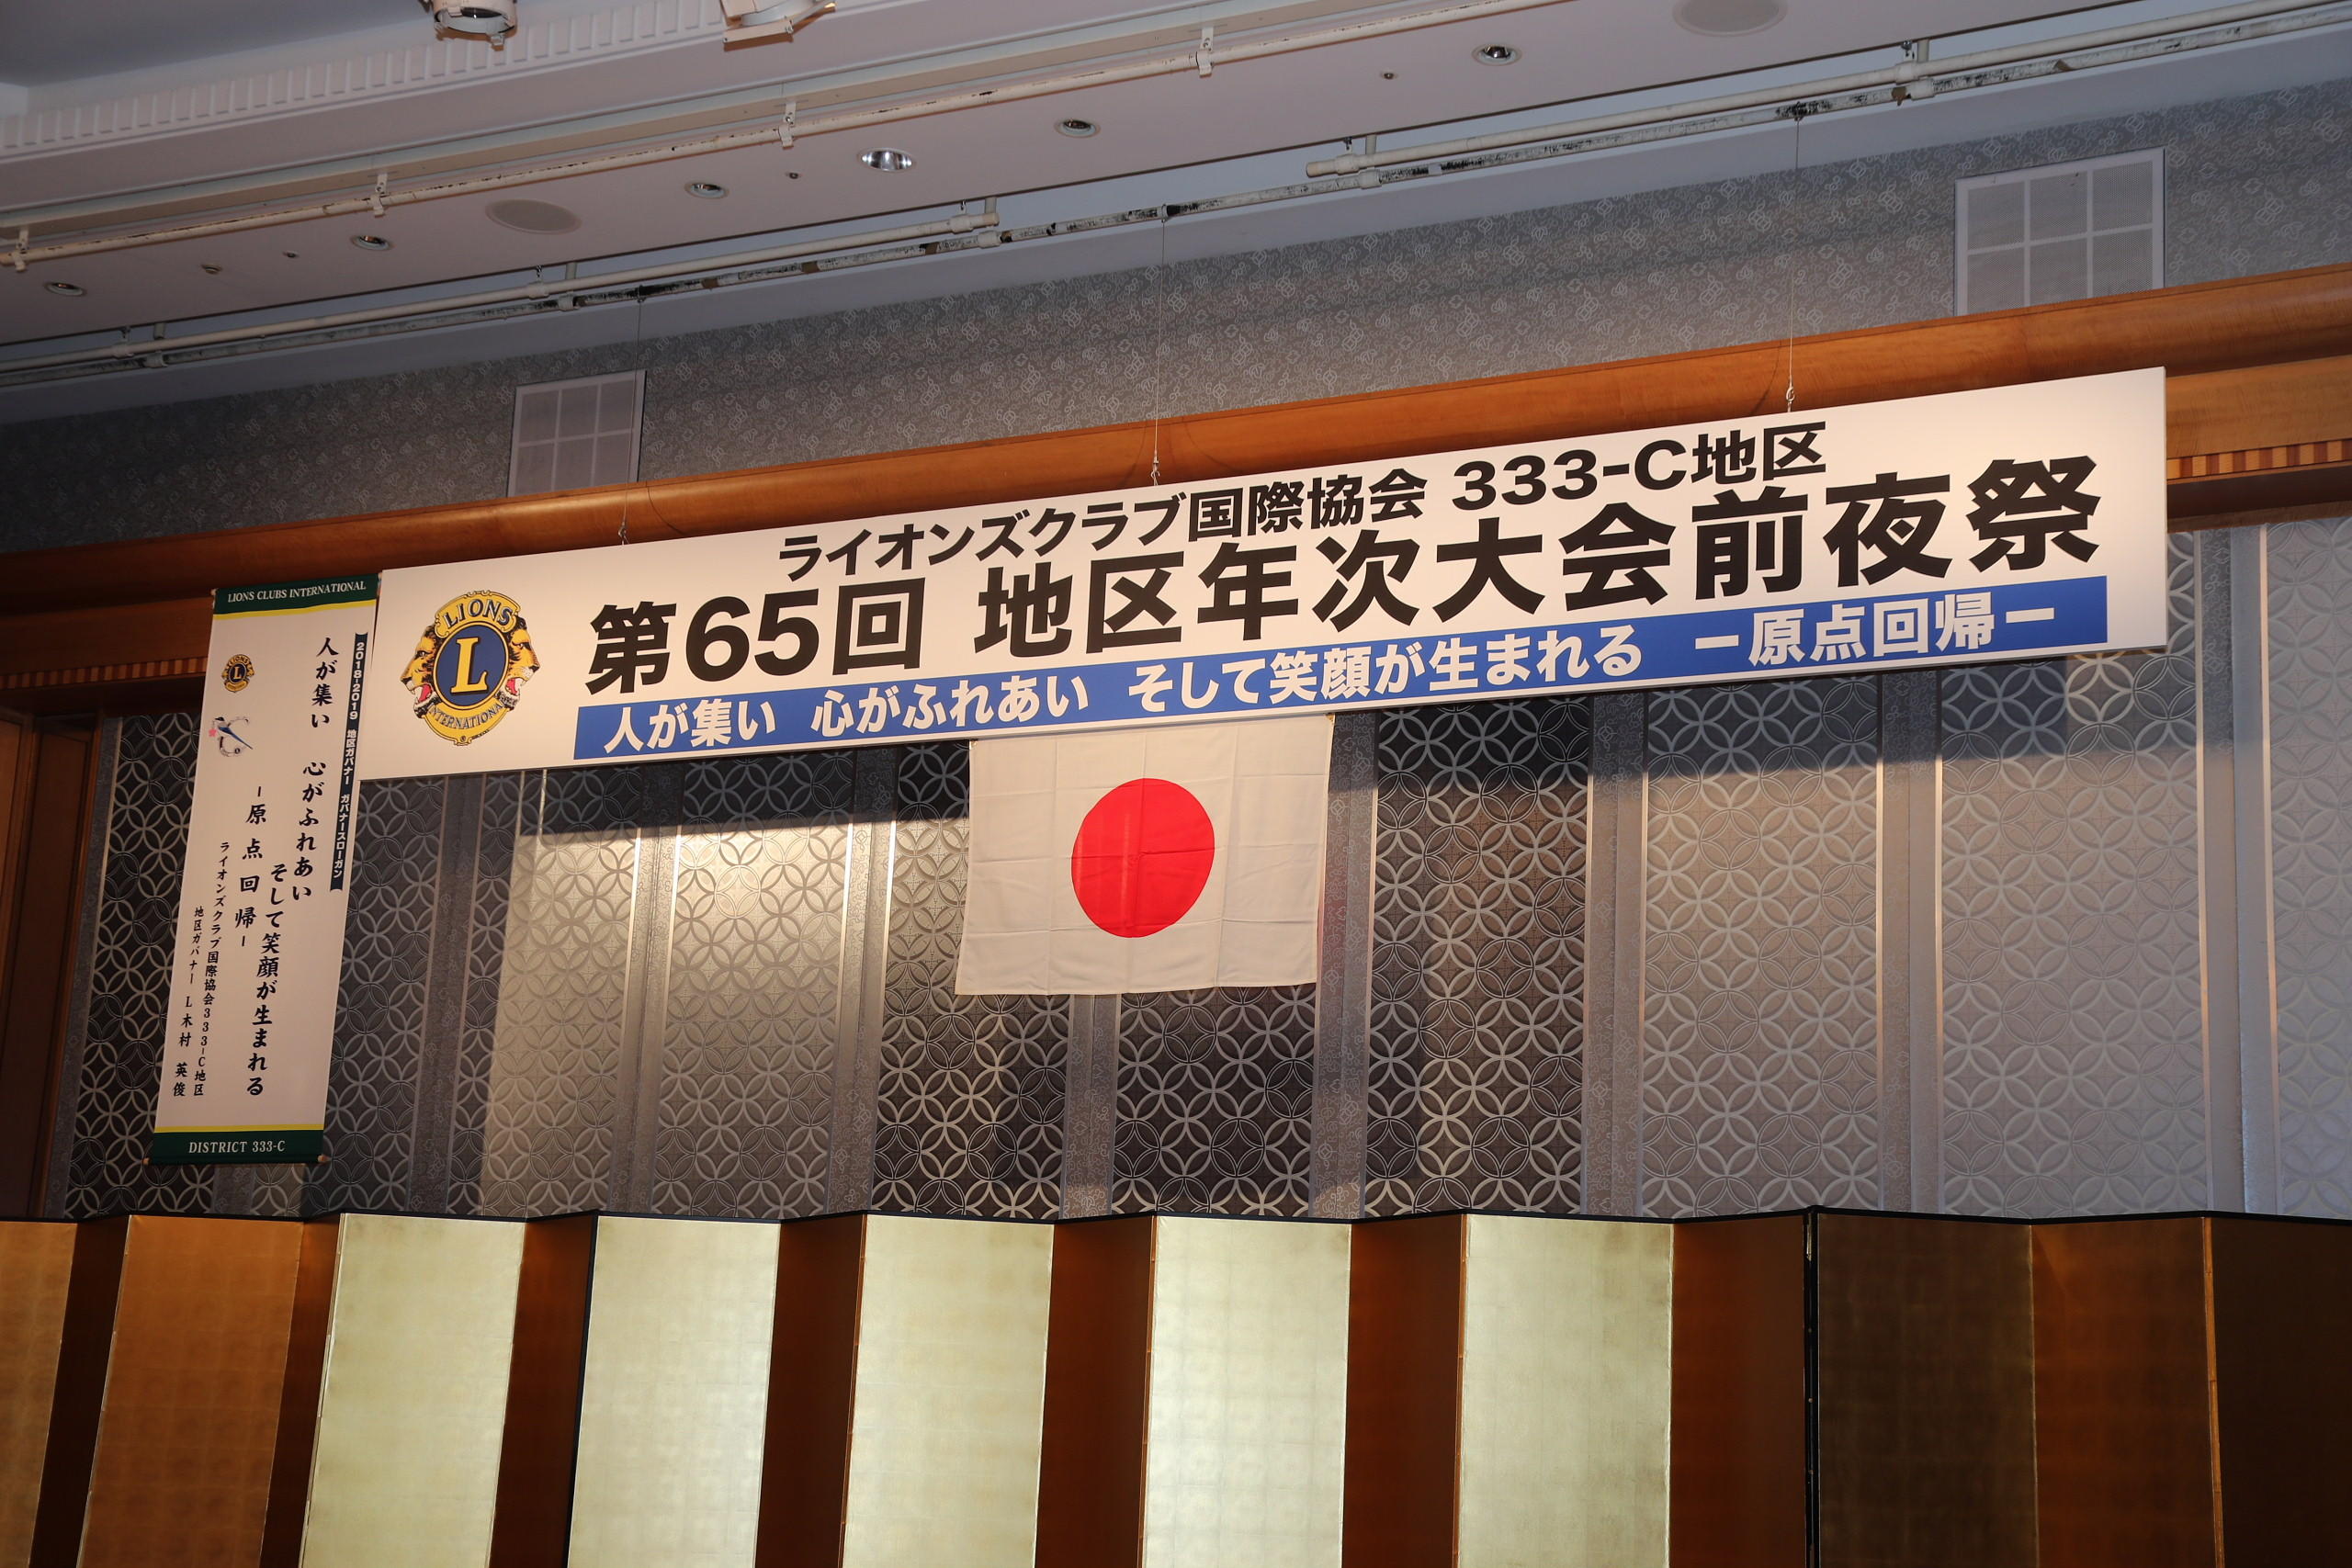 ライオンズクラブ国際協会 333-C地区
第65回 地区年次大会前夜祭
人が集い 心がふれあい そして笑顔が生まれる ー原点回帰ー
LIONS
L
INTERNATIONAL
LIONS CLUBS INTERNATIONAL
2018-2019 地区ガバナー ガバナースローガン
人が集い 心がふれあい
そして笑顔が生まれる
-原点回帰-
ライオンズクラブ国際協会333-C地区
地区ガバナー L木村 英俊
L
DISTRICT 333-C